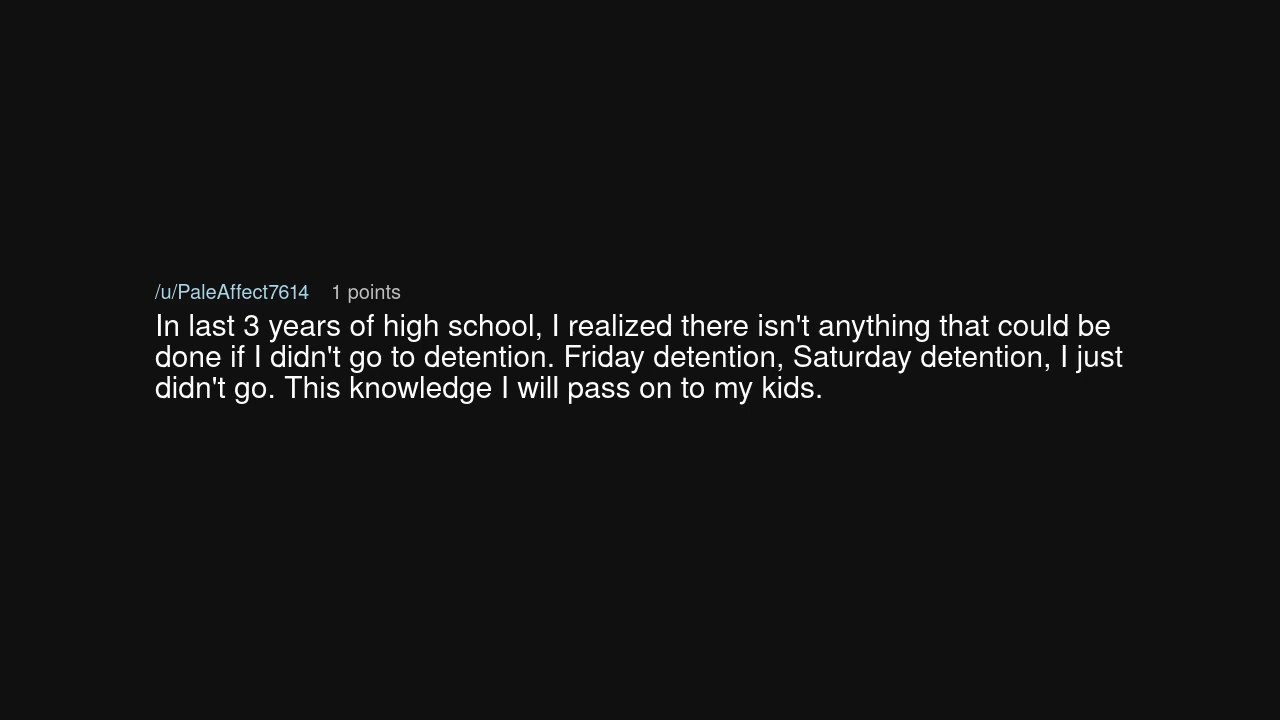 /u/PaleAffect7614 1 points
In last 3 years of high school, I realized there isn't anything that could be
done if I didn't go to detention. Friday detention, Saturday detention, I just
didn't go. This knowledge I will pass on to my kids.